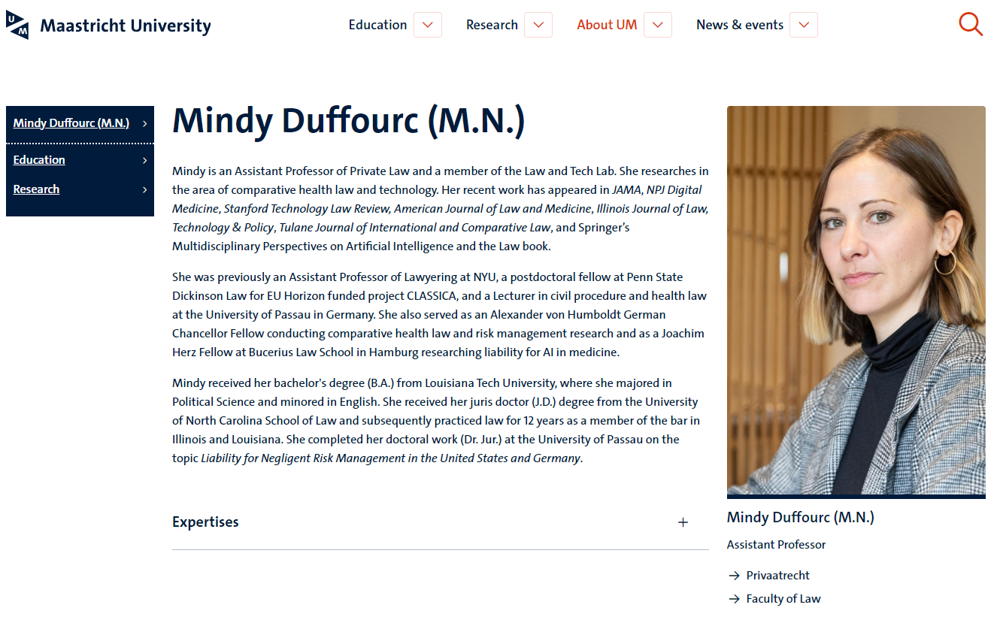 UM Maastricht University
Education
Research
About UM
News & events
Mindy Duffourc (M.N.)
Education
Research
Mindy Duffourc (M.N.)
Mindy is an Assistant Professor of Private Law and a member of the Law and Tech Lab. She researches in
the area of comparative health law and technology. Her recent work has appeared in JAMA, NPJ Digital
Medicine, Stanford Technology Law Review, American Journal of Law and Medicine, Illinois Journal of Law,
Technology & Policy, Tulane Journal of International and Comparative Law, and Springer’s
Multidisciplinary Perspectives on Artificial Intelligence and the Law book.
She was previously an Assistant Professor of Lawyering at NYU, a postdoctoral fellow at Penn State
Dickinson Law for EU Horizon funded project CLASSICA, and a Lecturer in civil procedure and health law
at the University of Passau in Germany. She also served as an Alexander von Humboldt German
Chancellor Fellow conducting comparative health law and risk management research and as a Joachim
Herz Fellow at Bucerius Law School in Hamburg researching liability for AI in medicine.
Mindy received her bachelor's degree (B.A.) from Louisiana Tech University, where she majored in
Political Science and minored in English. She received her juris doctor (J.D.) degree from the University
of North Carolina School of Law and subsequently practiced law for 12 years as a member of the bar in
Illinois and Louisiana. She completed her doctoral work (Dr. Jur.) at the University of Passau on the
topic Liability for Negligent Risk Management in the United States and Germany.
Expertises
Mindy Duffourc (M.N.)
Assistant Professor
Privaatrecht
Faculty of Law